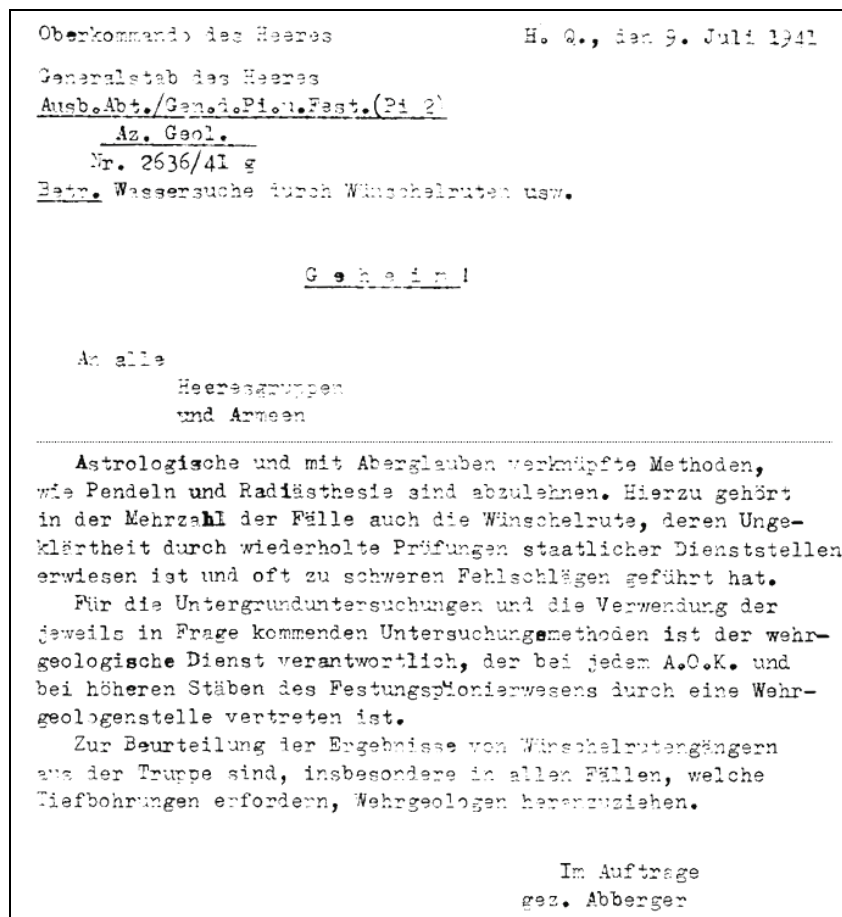 Oberkommando des Heeres H. Q., den 9. Juli 1941
Generalstab des Heeres
Ausb.Abt./Gen.d.Pi.u.Fest.(Pi 2)
Az. Geol.
Nr. 2636/41 g
Betr. Wassersuche durch Wünschelruten usw.
G e h e i m !
An alle
Heeresgruppen
und Armeen
Astrologische und mit Aberglauben verknüpfte Methoden,
wie Pendeln und Radiästhesie sind abzulehnen. Hierzu gehört
in der Mehrzahl der Fälle auch die Wünschelrute, deren Unge-
klärtheit durch wiederholte Prüfungen staatlicher Dienststellen
erwiesen ist und oft zu schweren Fehlschlägen geführt hat.
Für die Untergrunduntersuchungen und die Verwendung der
jeweils in Frage kommenden Untersuchungsmethoden ist der wehr-
geologische Dienst verantwortlich, der bei jedem A.O.K. und
bei höheren Stäben des Festungspionierwesens durch eine Wehr-
geologenstelle vertreten ist.
Zur Beurteilung der Ergebnisse von Wünschelrutengängern
aus der Truppe sind, insbesondere in allen Fällen, welche
Tiefbohrungen erfordern, Wehrgeologen heranzuziehen.
Im Auftrage
gez. Abberger